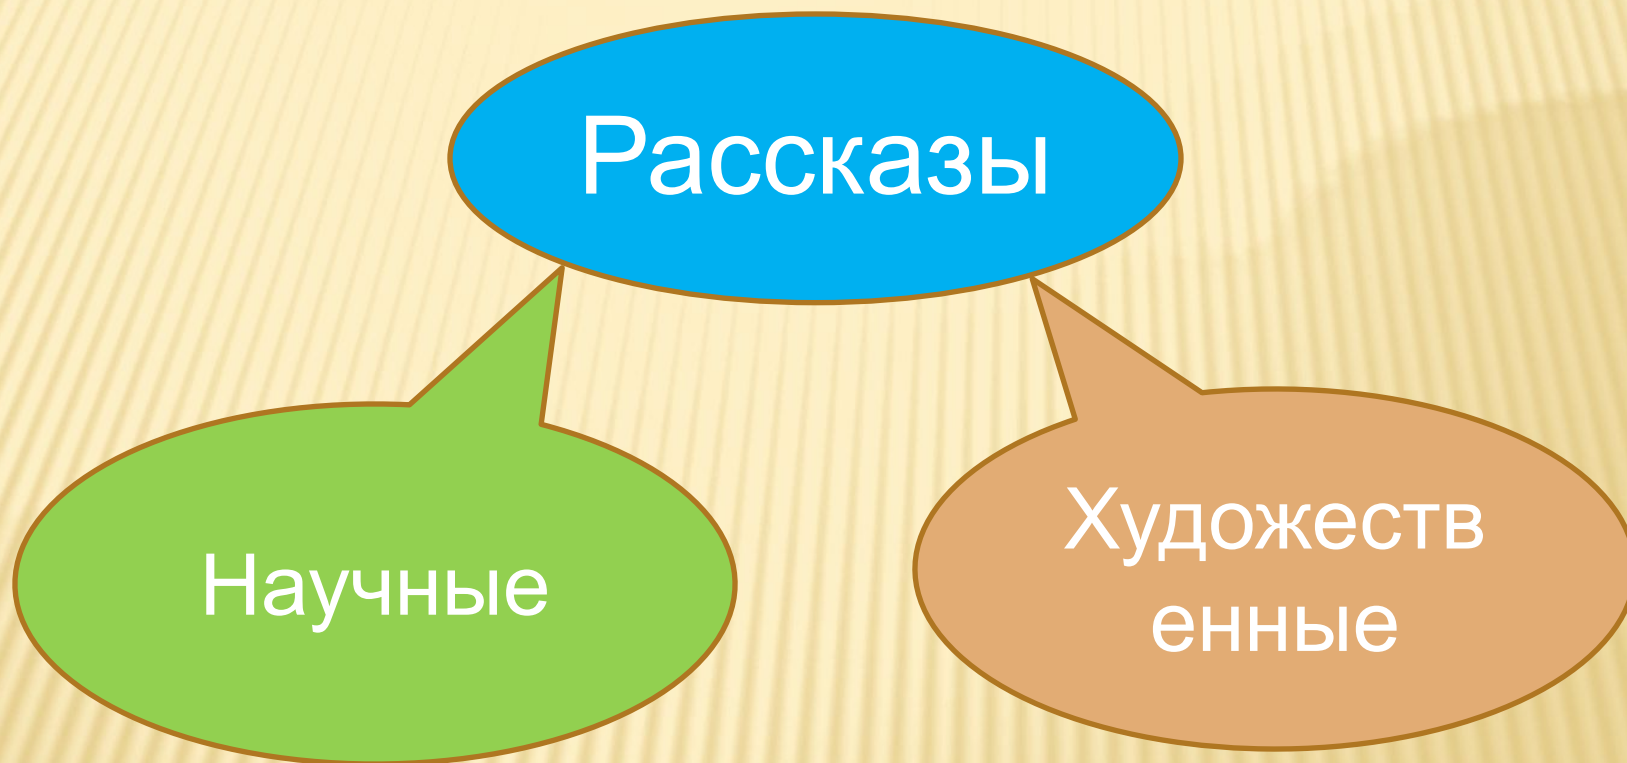 Рассказы
Научные
Художеств
енные